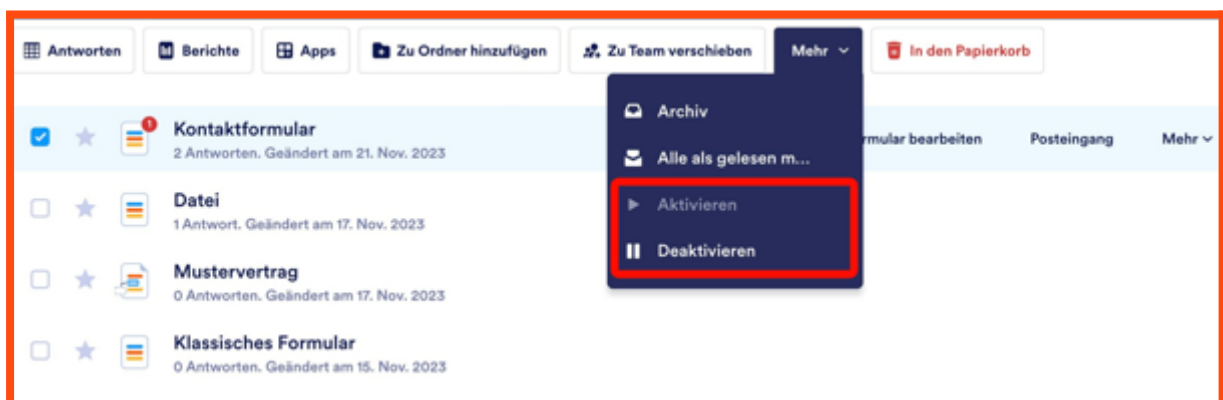 Antworten Berichte Apps Zu Ordner hinzufügen Zu Team verschieben Mehr In den Papierkorb
Archiv
Alle als gelesen m...
Aktivieren
Deaktivieren
1
Kontaktformular
2 Antworten. Geändert am 21. Nov. 2023
rmular bearbeiten Posteingang Mehr
Datei
1 Antwort. Geändert am 17. Nov. 2023
Mustervertrag
0 Antworten. Geändert am 17. Nov. 2023
Klassisches Formular
0 Antworten. Geändert am 15. Nov. 2023